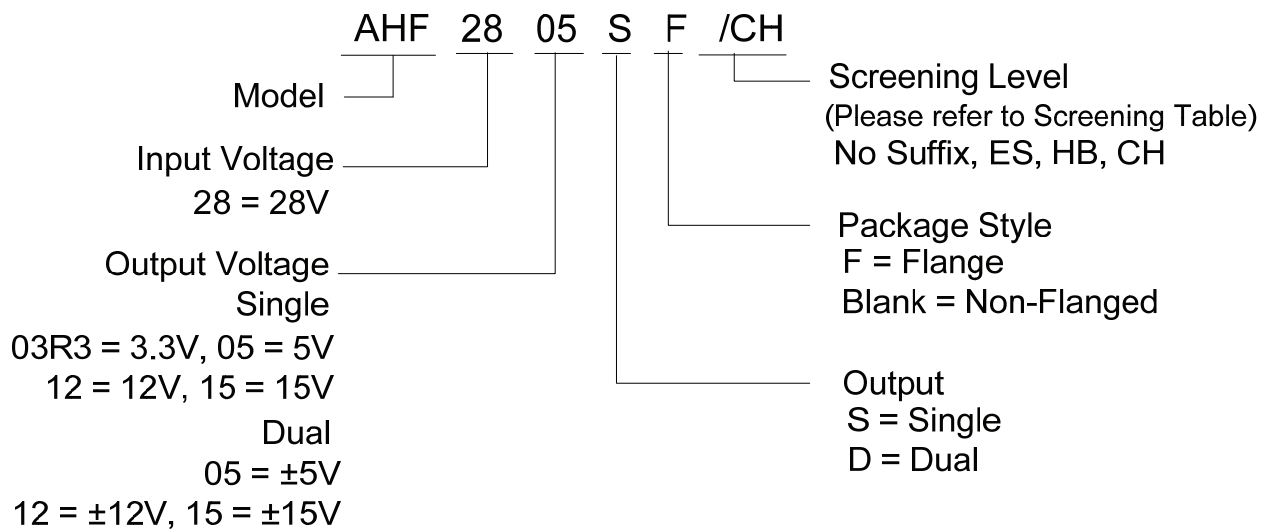 AHF 28 05 S F /CH
Model
Input Voltage
28 = 28V
Output Voltage
Single
03R3 = 3.3V, 05 = 5V
12 = 12V, 15 = 15V
Dual
05 = ±5V
12 = ±12V, 15 = ±15V
Screening Level
(Please refer to Screening Table)
No Suffix, ES, HB, CH
Package Style
F = Flange
Blank = Non-Flanged
Output
S = Single
D = Dual